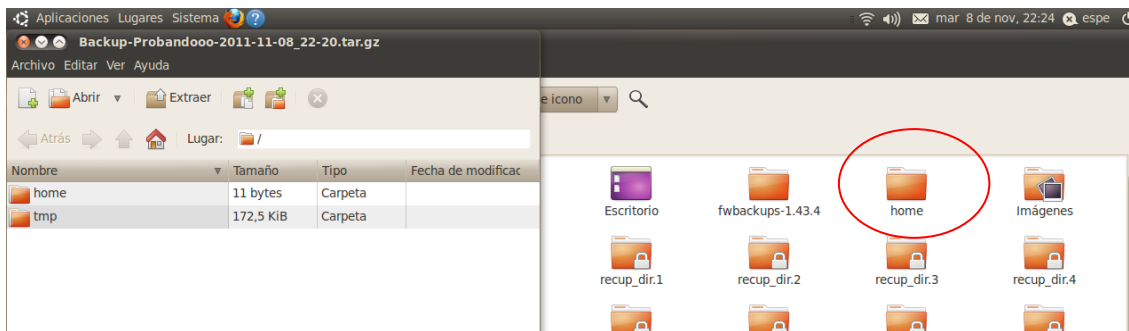 Aplicaciones Lugares Sistema mar 8 de nov, 22:24 espe
Backup-Probandooo-2011-11-08_22-20.tar.gz
Archivo Editar Ver Ayuda
Abrir Extraer
Atrás Lugar: /
Nombre Tamaño Tipo Fecha de modificac
home 11 bytes Carpeta
tmp 172,5 KiB Carpeta
e icono
Escritorio fwbackups-1.43.4 home Imágenes
recup_dir.1 recup_dir.2 recup_dir.3 recup_dir.4